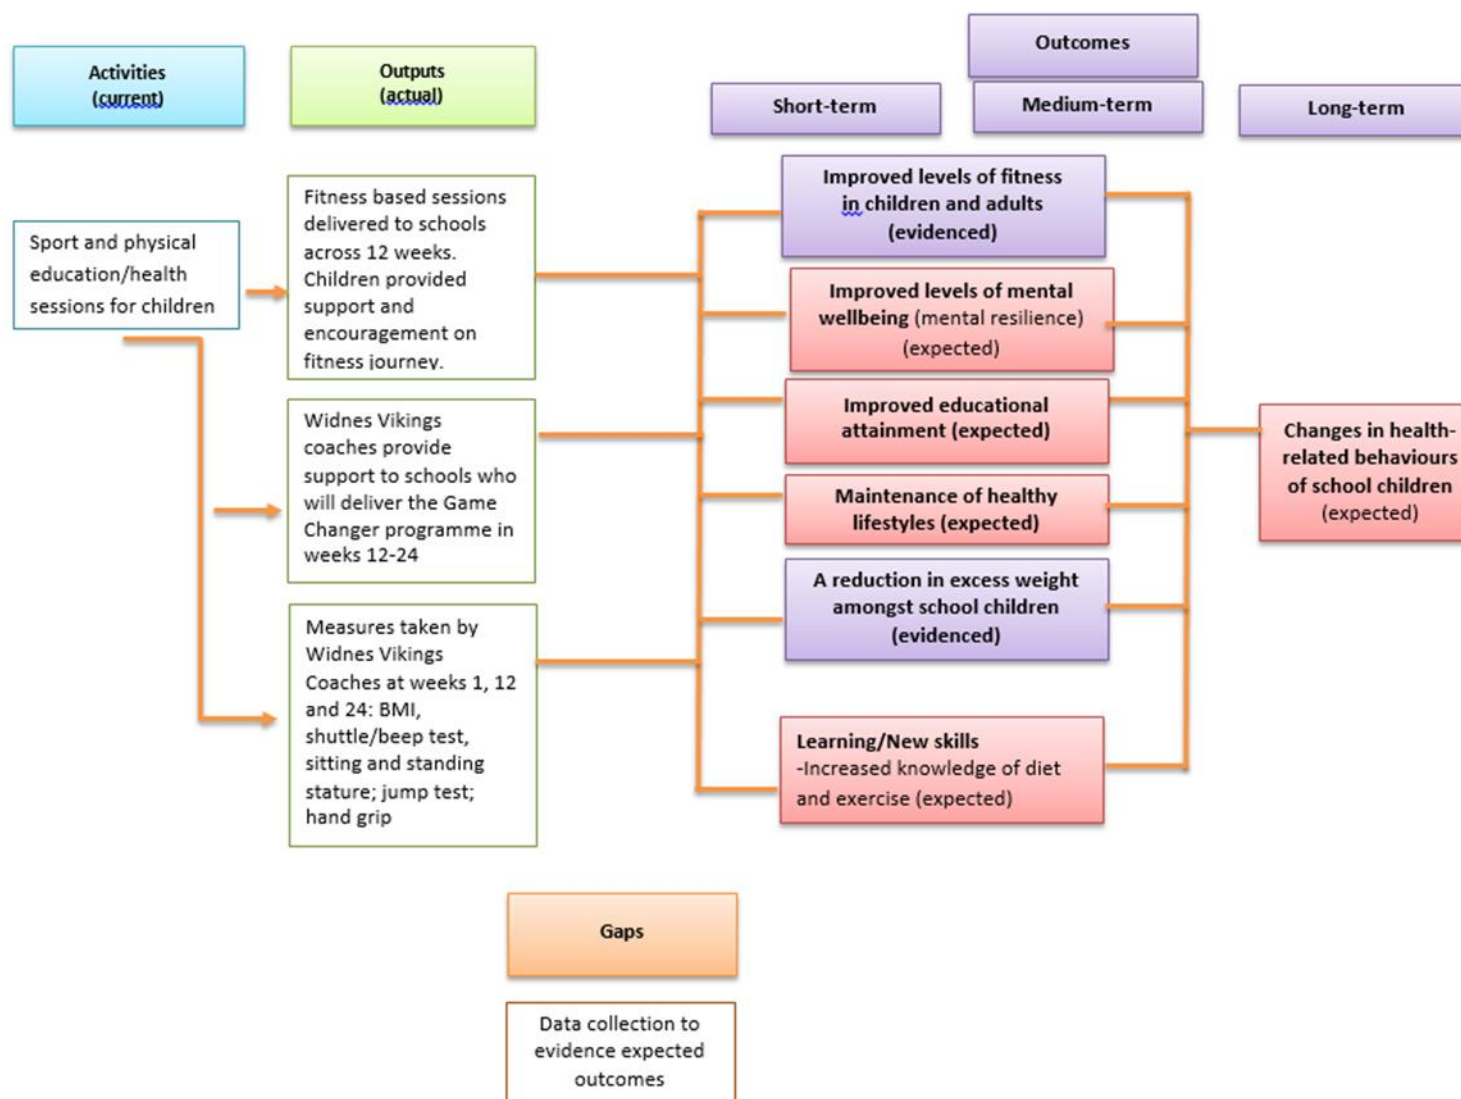 Activities
(current)
Outputs
(actual)
Outcomes
Short-term
Medium-term
Long-term
Sport and physical
education/health
sessions for children
Fitness based sessions
delivered to schools
across 12 weeks.
Children provided
support and
encouragement on
fitness journey.
Widnes Vikings
coaches provide
support to schools who
will deliver the Game
Changer programme in
weeks 12-24
Measures taken by
Widnes Vikings
Coaches at weeks 1, 12
and 24: BMI,
shuttle/beep test,
sitting and standing
stature; jump test;
hand grip
Improved levels of fitness
in children and adults
(evidenced)
Improved levels of mental
wellbeing (mental resilience)
(expected)
Improved educational
attainment (expected)
Maintenance of healthy
lifestyles (expected)
A reduction in excess weight
amongst school children
(evidenced)
Learning/New skills
-Increased knowledge of diet
and exercise (expected)
Changes in health-
related behaviours
of school children
(expected)
Gaps
Data collection to
evidence expected
outcomes